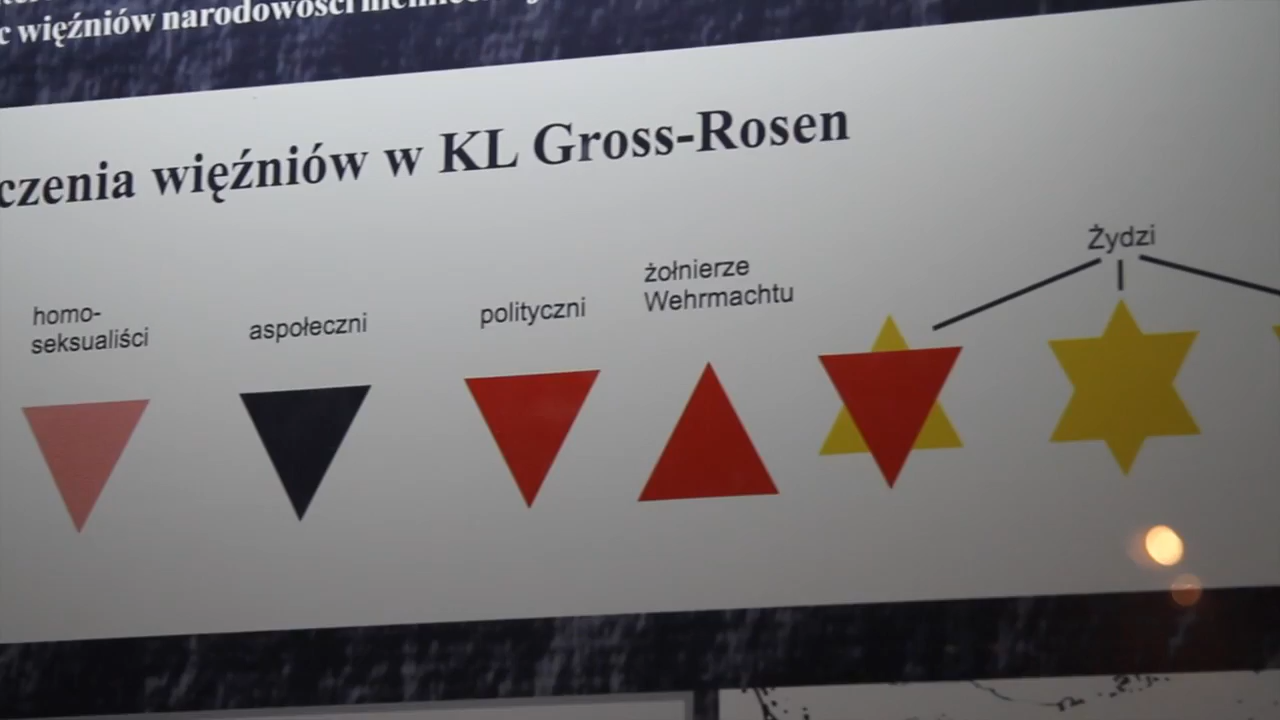 c więźniów narodowości
czenia więźniów w KL Gross-Rosen
homo-
seksualiści
aspołeczni
polityczni
żołnierze
Wehrmachtu
Żydzi